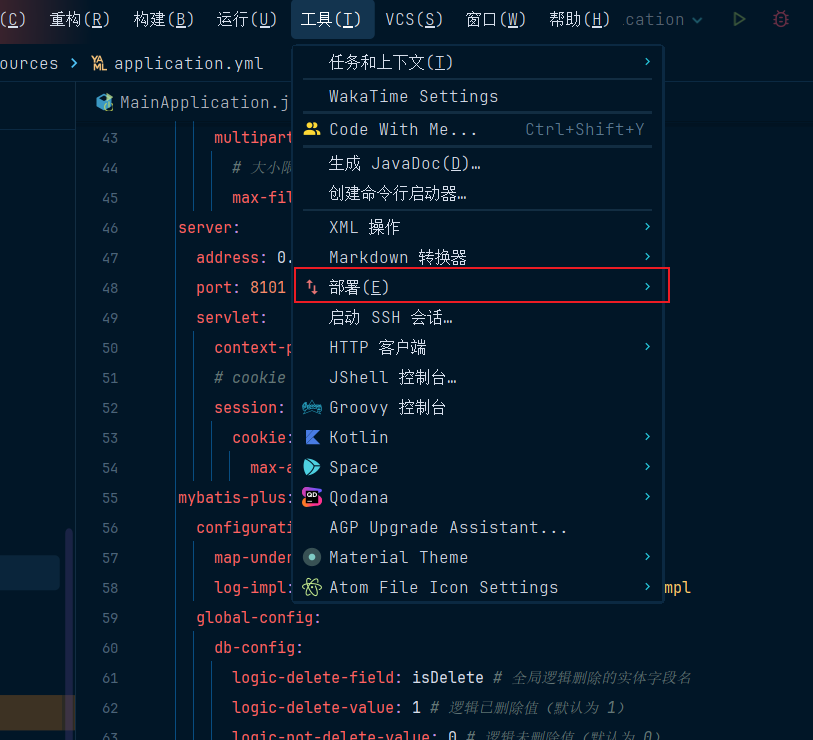 (C) 重构(R) 构建(B) 运行(U) 工具(T) VCS(S) 窗口(W) 帮助(H) .cation
ources > application.yml
MainApplication.j
任务和上下文(T)
WakaTime Settings
Code With Me... Ctrl+Shift+Y
生成 JavaDoc(D)…
创建命令行启动器…
XML 操作
Markdown 转换器
部署(E)
启动 SSH 会话…
HTTP 客户端
JShell 控制台…
Groovy 控制台
Kotlin
Space
Qodana
AGP Upgrade Assistant...
Material Theme
Atom File Icon Settings
43 multipart
44 # 大小限
45 max-fil
46 server:
47 address: 0.
48 port: 8101
49 servlet:
50 context-p
51 # cookie
52 session:
53 cookie:
54 max-a
55 mybatis-plus:
56 configurati
57 map-under
58 log-impl: mpl
59 global-config:
60 db-config:
61 logic-delete-field: isDelete # 全局逻辑删除的实体字段名
62 logic-delete-value: 1 # 逻辑已删除值（默认为 1）
63 logic-not-delete-value: 0 # 逻辑未删除值（默认为 0）